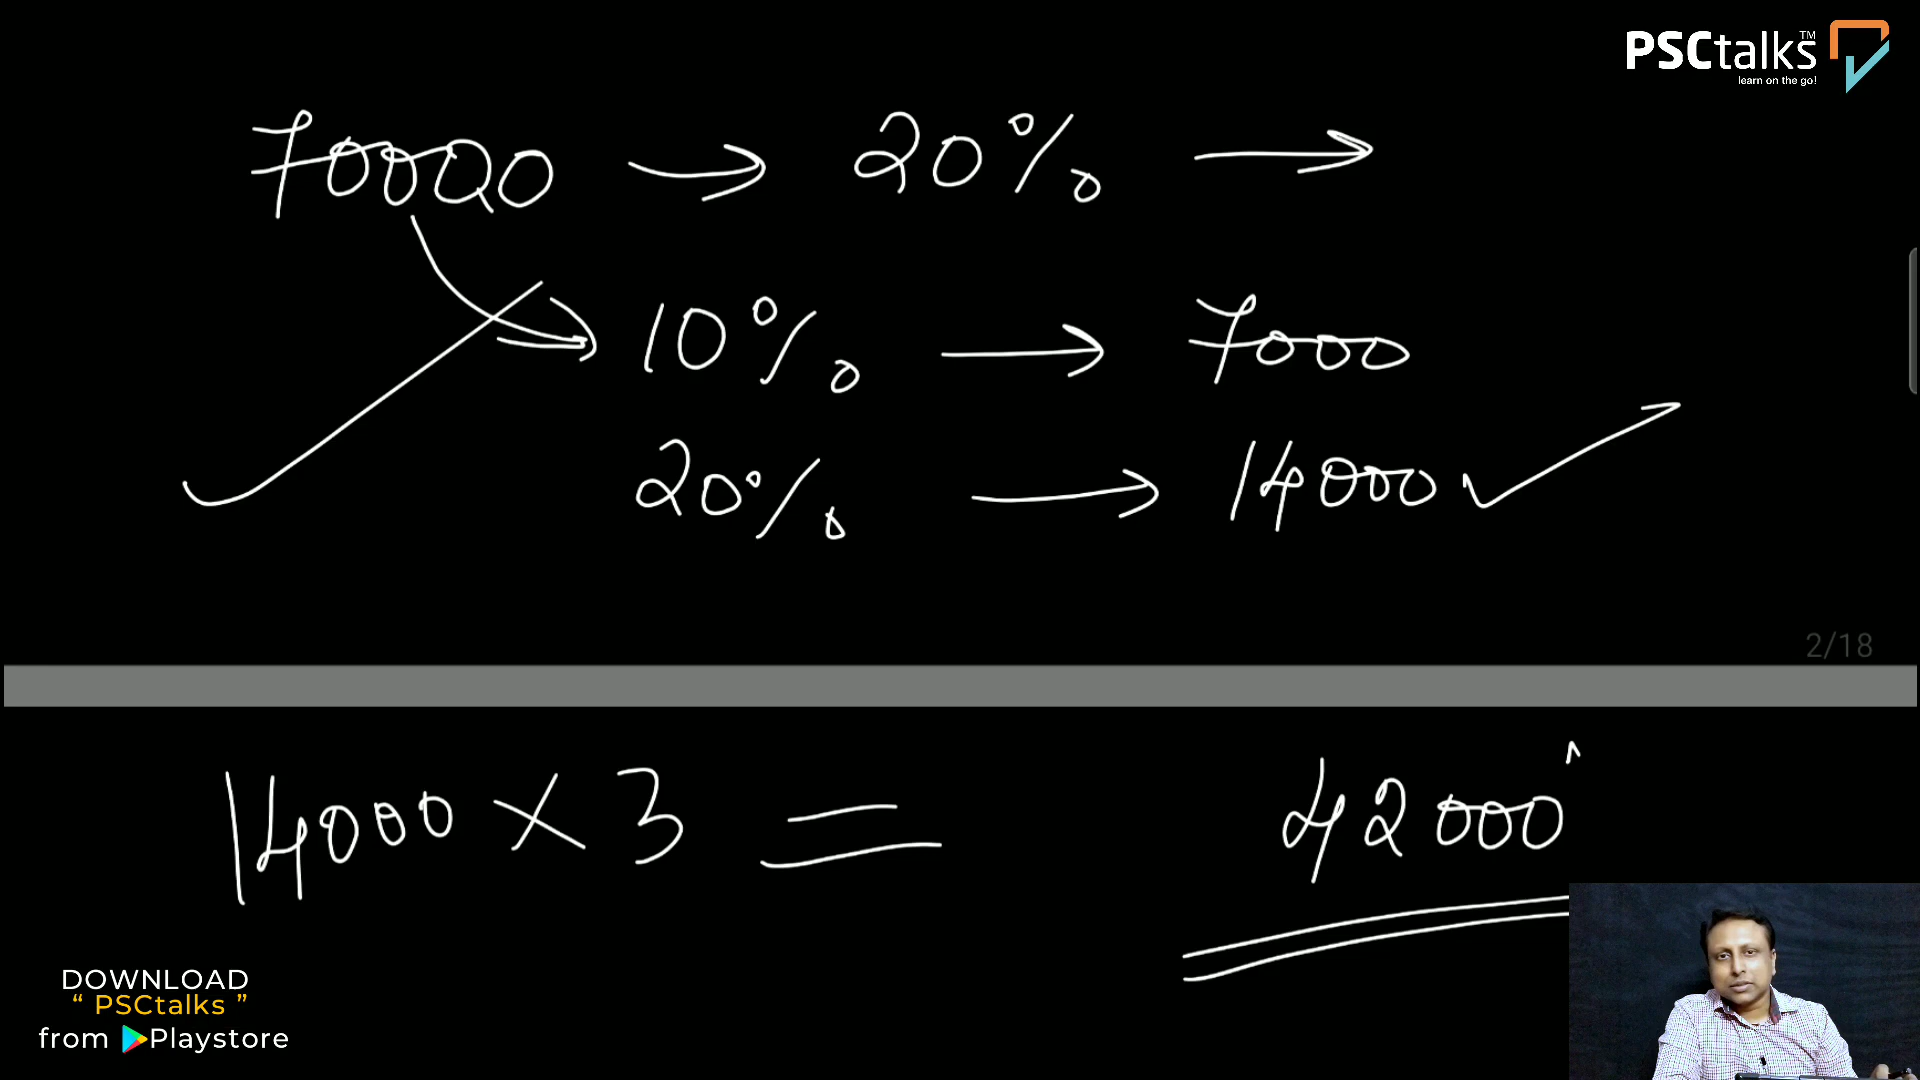 PSCtalks™
learn on the go!
70000 → 20% →
10% → 7000
20% → 14000
2/18
14000 × 3 = 42000
DOWNLOAD
“ PSCtalks ”
from Playstore